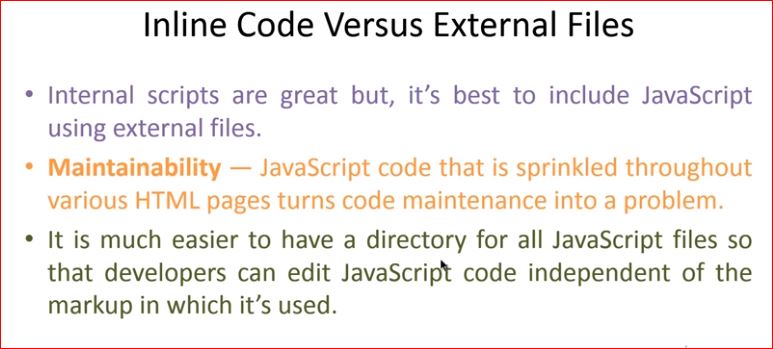 Inline Code Versus External Files
• Internal scripts are great but, it's best to include JavaScript
using external files.
• Maintainability — JavaScript code that is sprinkled throughout
various HTML pages turns code maintenance into a problem.
• It is much easier to have a directory for all JavaScript files so
that developers can edit JavaScript code independent of the
markup in which it's used.